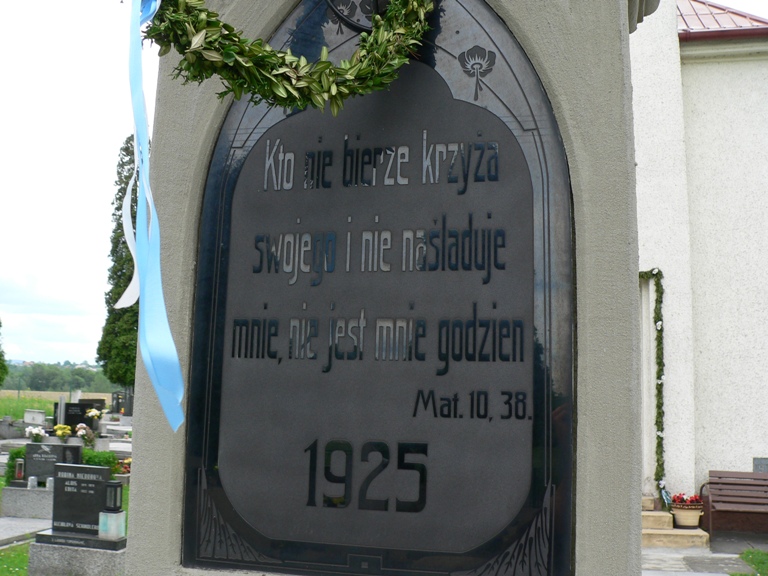 Kto nie bierze krzyża
swojego i nie naśladuje
mnie, nie jest mnie godzien
Mat. 10, 38.
1925